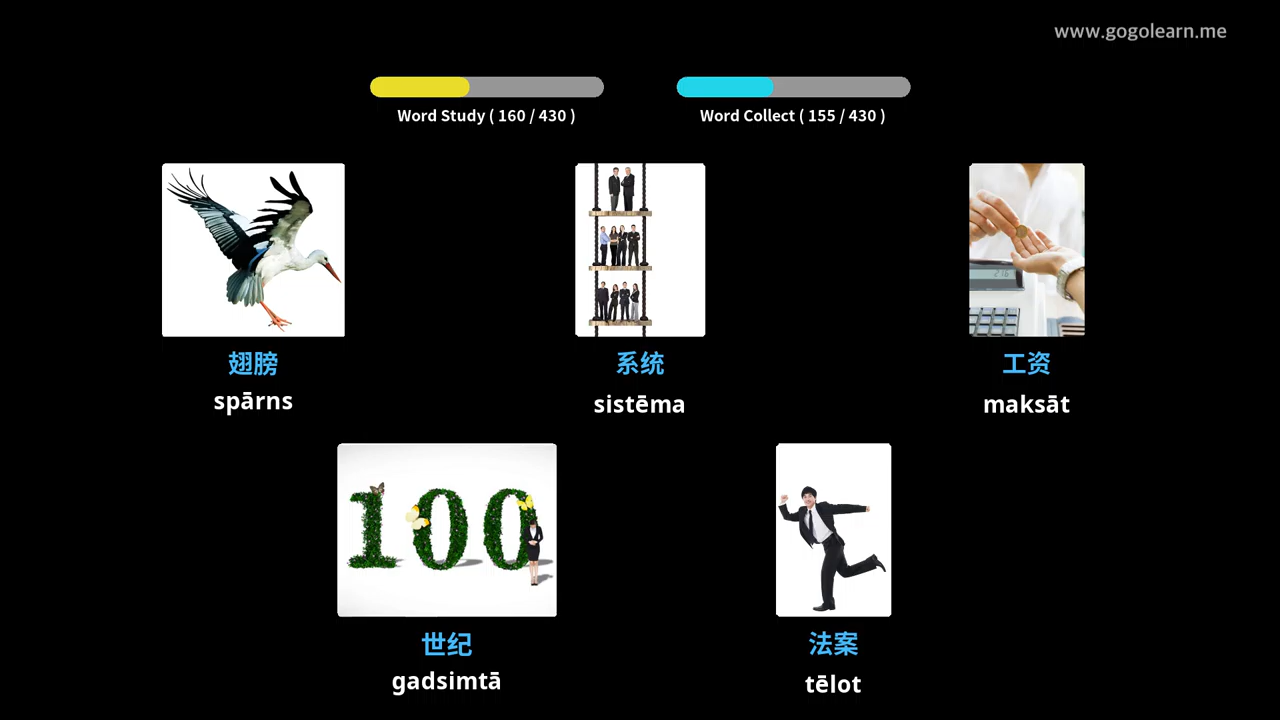 www.gogolearn.me
Word Study ( 160 / 430 )
Word Collect ( 155 / 430 )
翅膀
系统
工资
spārns
sistēma
maksāt
100
世纪
法案
gadsimtā
tēlot